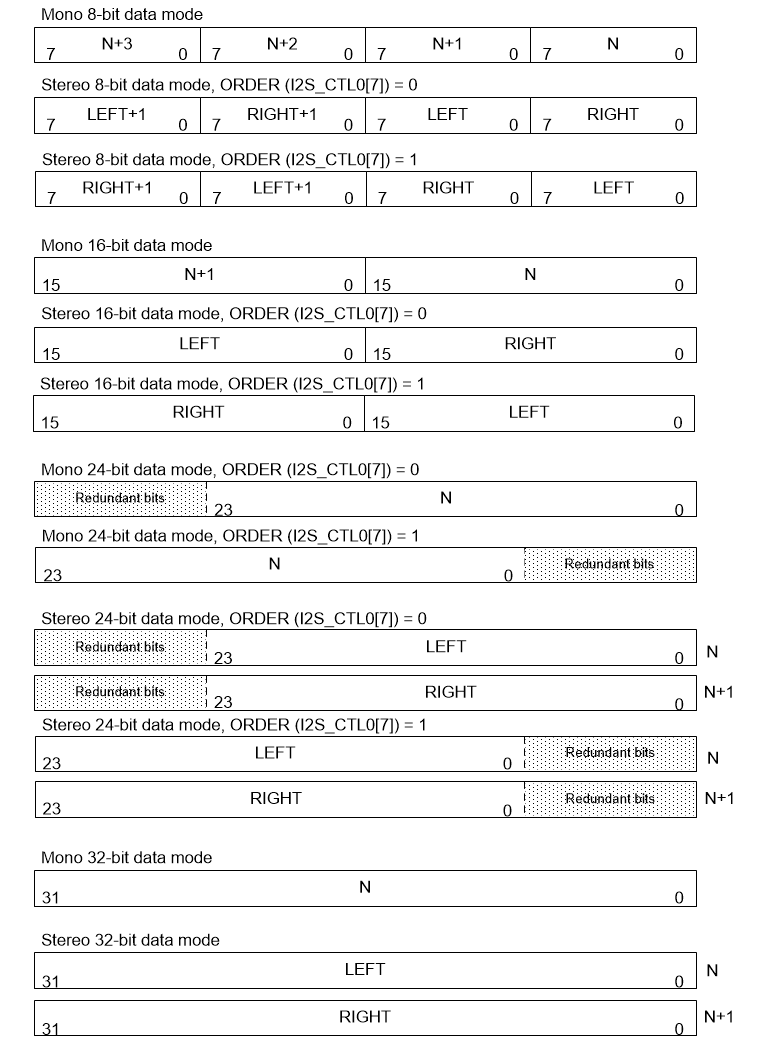 Mono 8-bit data mode
7 N+3 0 7 N+2 0 7 N+1 0 7 N 0
Stereo 8-bit data mode, ORDER (I2S_CTL0[7]) = 0
7 LEFT+1 0 7 RIGHT+1 0 7 LEFT 0 7 RIGHT 0
Stereo 8-bit data mode, ORDER (I2S_CTL0[7]) = 1
7 RIGHT+1 0 7 LEFT+1 0 7 RIGHT 0 7 LEFT 0
Mono 16-bit data mode
15 N+1 0 15 N 0
Stereo 16-bit data mode, ORDER (I2S_CTL0[7]) = 0
15 LEFT 0 15 RIGHT 0
Stereo 16-bit data mode, ORDER (I2S_CTL0[7]) = 1
15 RIGHT 0 15 LEFT 0
Mono 24-bit data mode, ORDER (I2S_CTL0[7]) = 0
Redundant bits 23 N 0
Mono 24-bit data mode, ORDER (I2S_CTL0[7]) = 1
23 N 0 Redundant bits
Stereo 24-bit data mode, ORDER (I2S_CTL0[7]) = 0
Redundant bits 23 LEFT 0 N
Redundant bits 23 RIGHT 0 N+1
Stereo 24-bit data mode, ORDER (I2S_CTL0[7]) = 1
23 LEFT 0 Redundant bits N
23 RIGHT 0 Redundant bits N+1
Mono 32-bit data mode
31 N 0
Stereo 32-bit data mode
31 LEFT 0 N
31 RIGHT 0 N+1